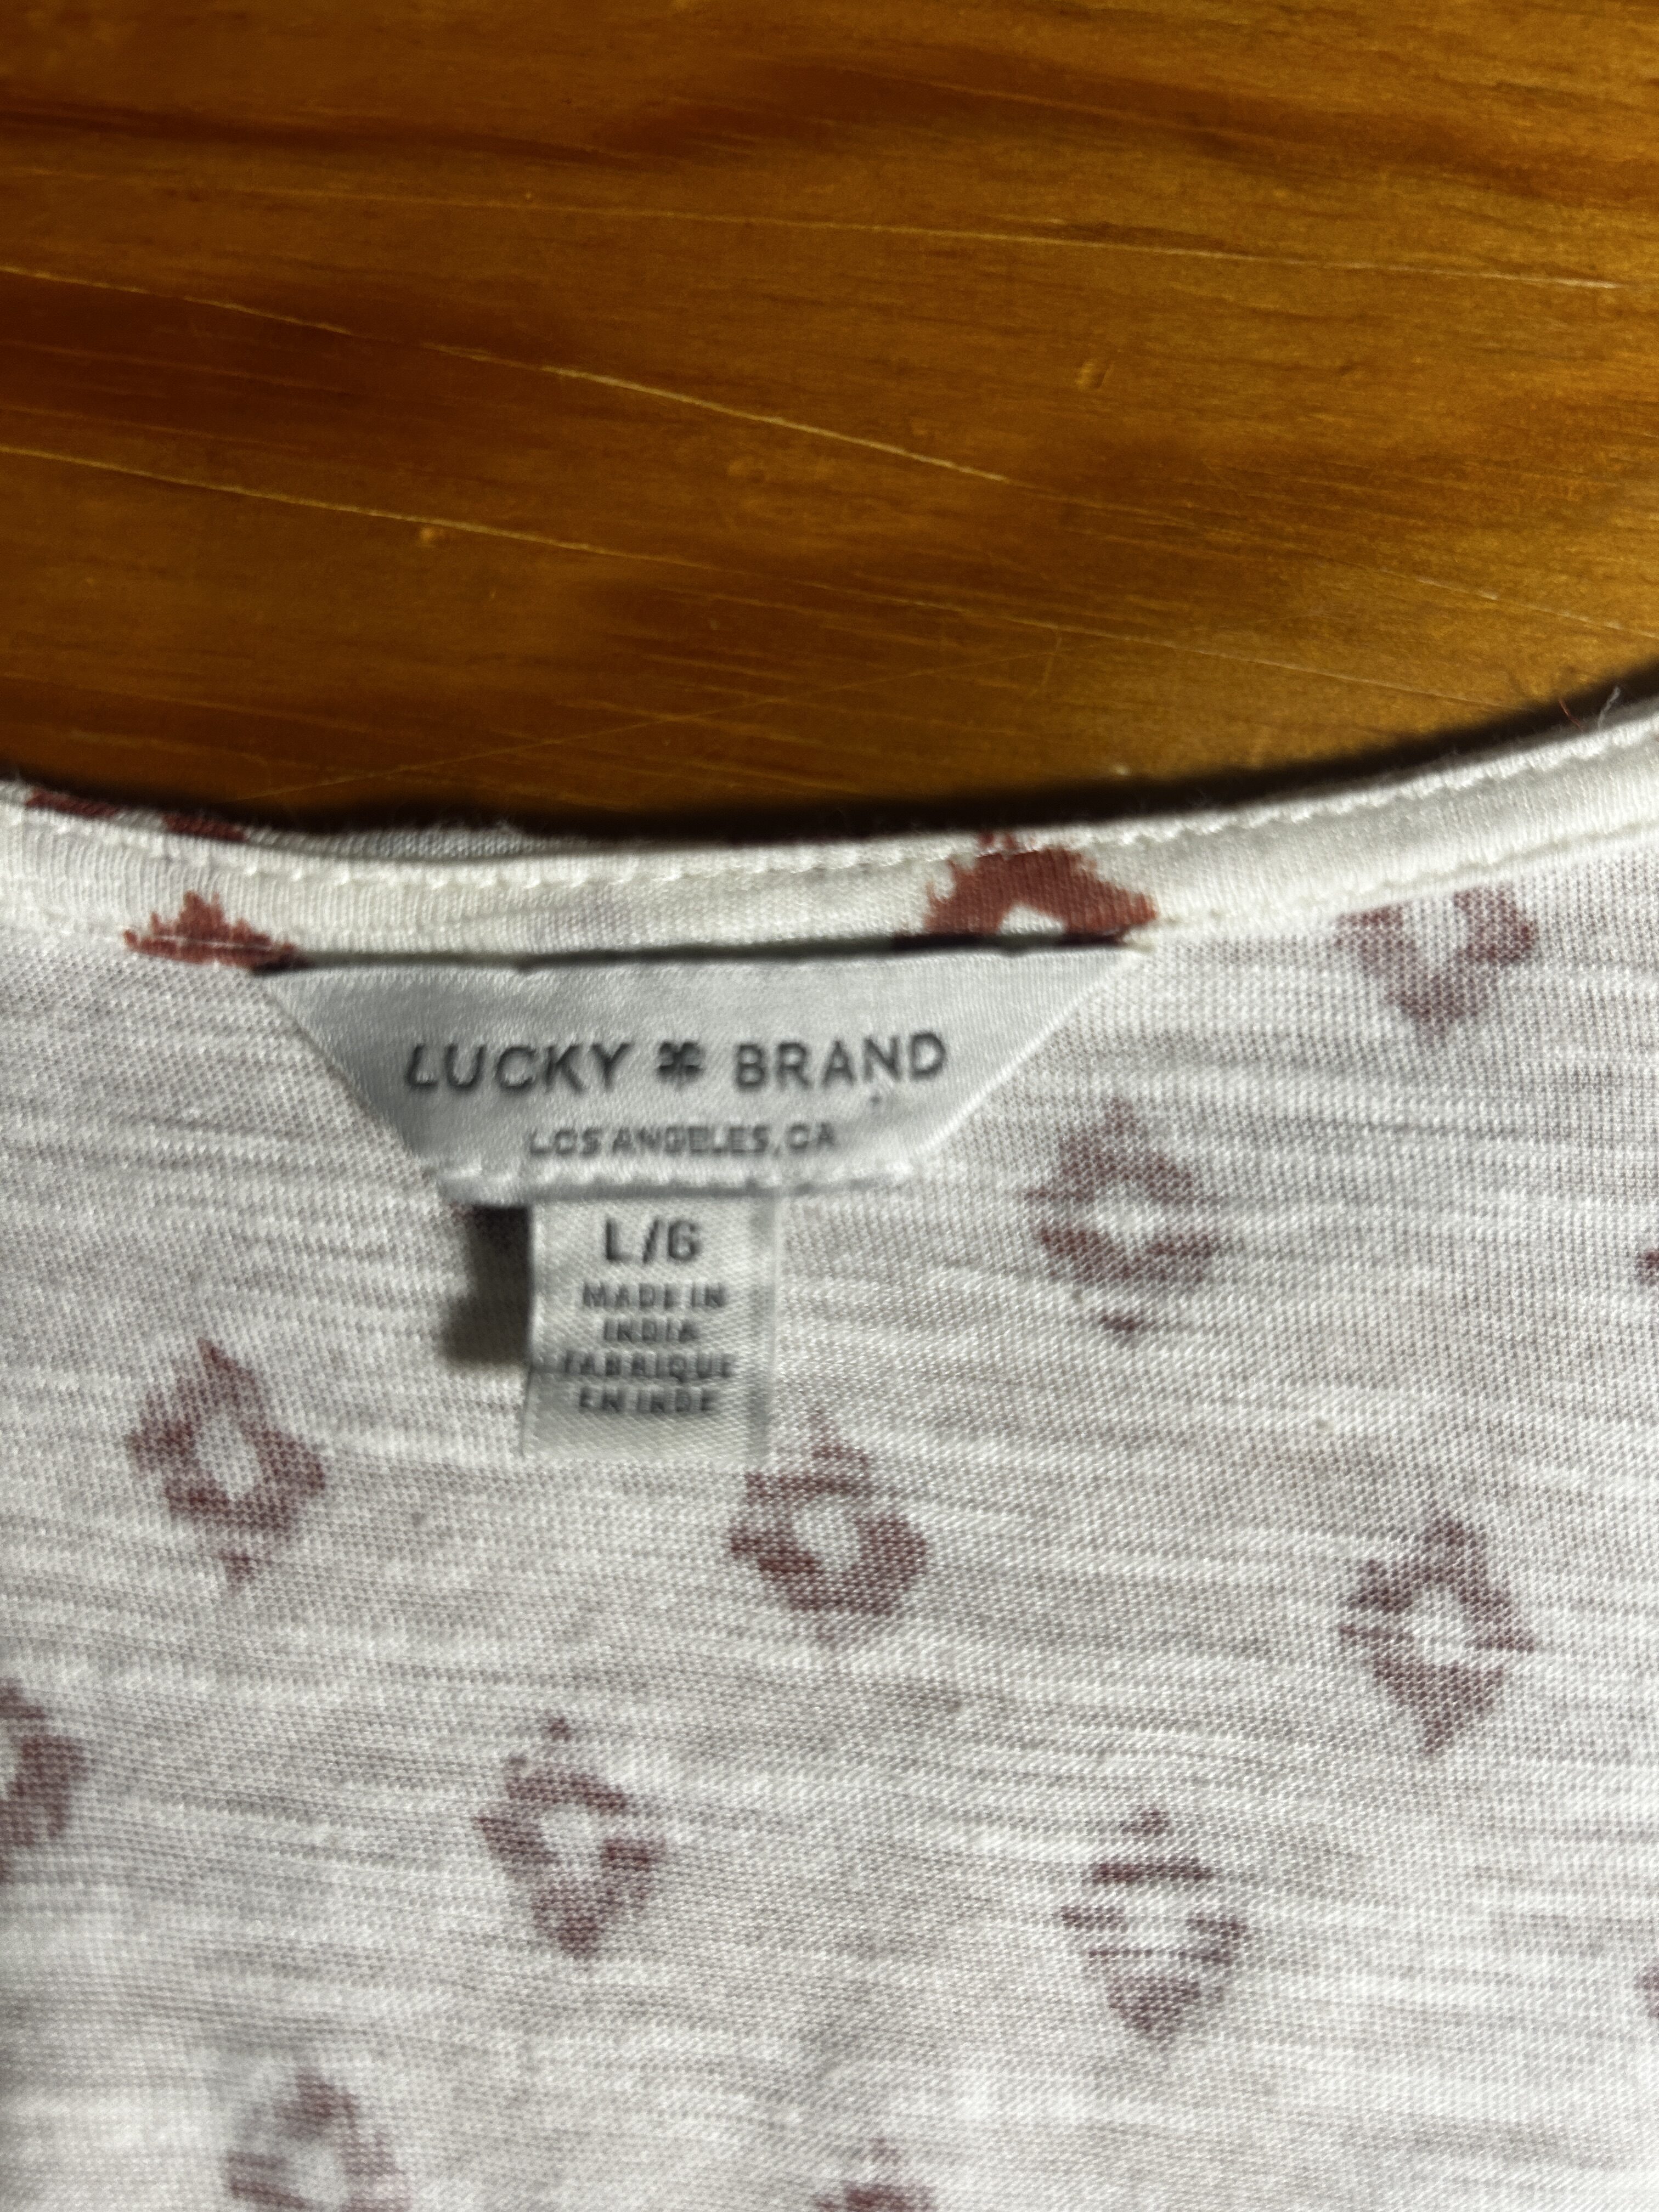 LUCKY BRAND
LOS ANGELES, CA
L/G
MADE IN
INDIA
FABRIQUE
EN INDE